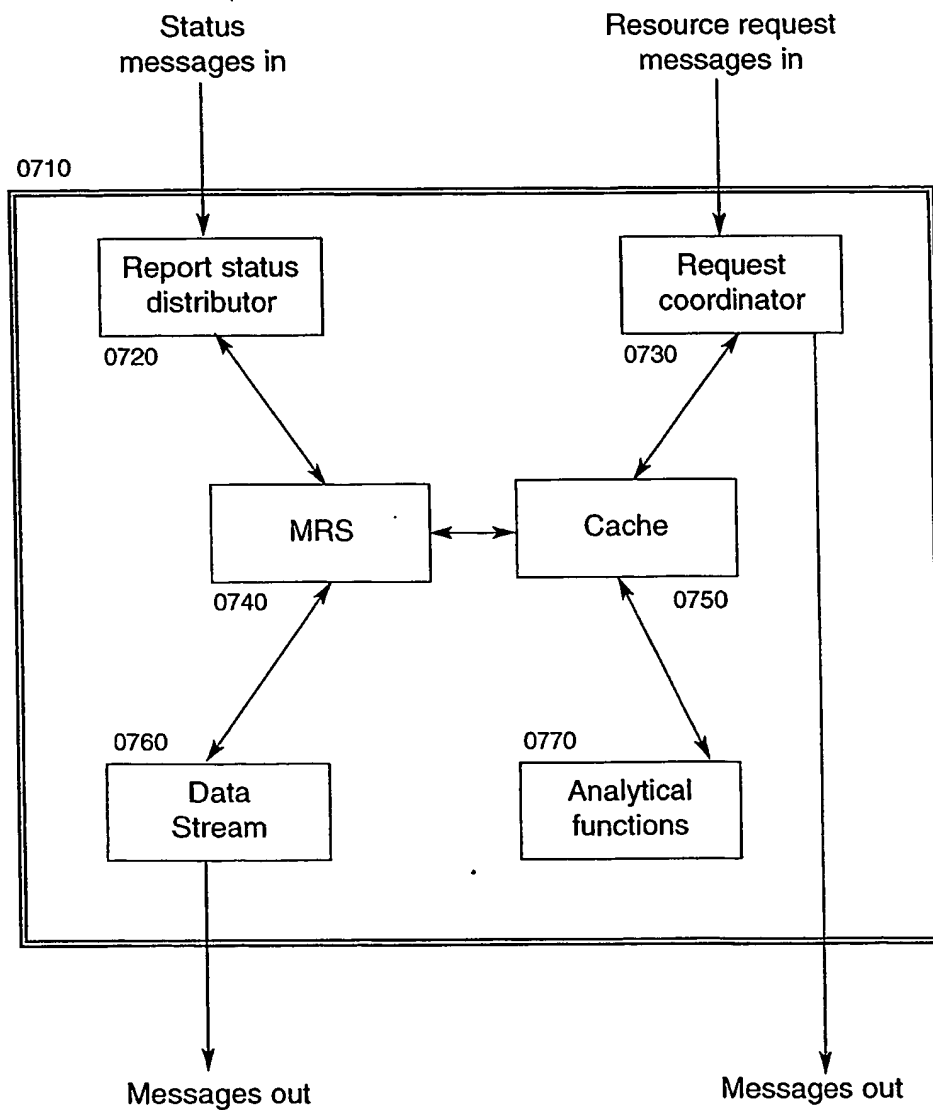 Status
messages in
Resource request
messages in
0710
Report status
distributor
0720
Request
coordinator
0730
MRS
0740
Cache
0750
0760
Data
Stream
0770
Analytical
functions
Messages out
Messages out